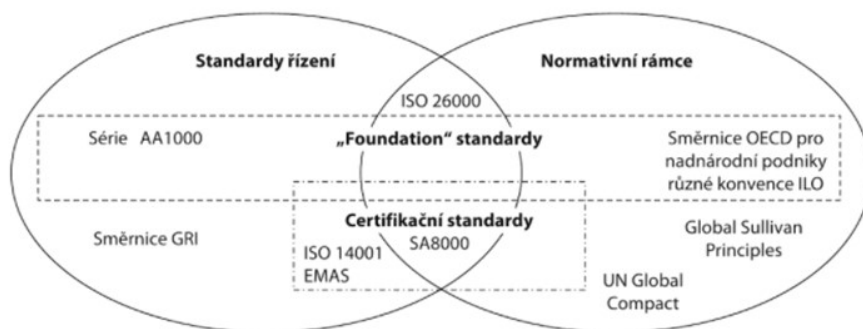 Standardy řízení
Normativní rámce
ISO 26000
Série AA1000
„Foundation“ standardy
Směrnice OECD pro
nadnárodní podniky
různé konvence ILO
Certifikační standardy
SA8000
Směrnice GRI
ISO 14001
EMAS
Global Sullivan
Principles
UN Global
Compact